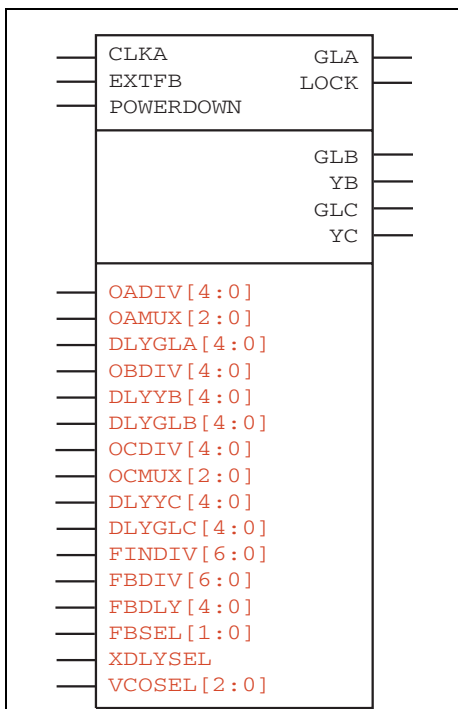 CLKA GLA
EXTFB LOCK
POWERDOWN
GLB
YB
GLC
YC
OADIV[4:0]
OAMUX[2:0]
DLYGLA[4:0]
OBDIV[4:0]
DLYYB[4:0]
DLYGLB[4:0]
OCDIV[4:0]
OCMUX[2:0]
DLYYC[4:0]
DLYGLC[4:0]
FINDIV[6:0]
FBDIV[6:0]
FBDLY[4:0]
FBSEL[1:0]
XDLYSEL
VCOSEL[2:0]